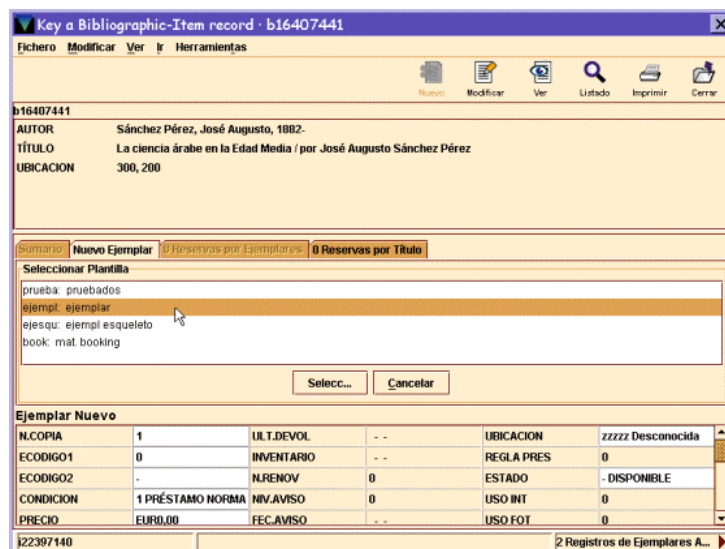 Key a Bibliographic-Item record · b16407441
Fichero Modificar Ver Ir Herramientas
Nuevo Modificar Ver Listado Imprimir Cerrar
b16407441
AUTOR Sánchez Pérez, José Augusto, 1882-
TÍTULO La ciencia árabe en la Edad Media / por José Augusto Sánchez Pérez
UBICACION 300, 200
Sumario Nuevo Ejemplar 0 Reservas por Ejemplares 0 Reservas por Título
Seleccionar Plantilla
prueba: pruebados
ejempl: ejemplar
ejesqu: ejempl esqueleto
book: mat. booking
Selecc... Cancelar
Ejemplar Nuevo
N.COPIA 1 ULT.DEVOL - - UBICACION zzzzz Desconocida
ECODIGO1 0 INVENTARIO - - REGLA PRES 0
ECODIGO2 - N.RENOV 0 ESTADO - DISPONIBLE
CONDICION 1 PRÉSTAMO NORMA NIV.AVISO 0 USO INT 0
PRECIO EUR0,00 FEC.AVISO - - USO FOT 0
i22397140 2 Registros de Ejemplares A...